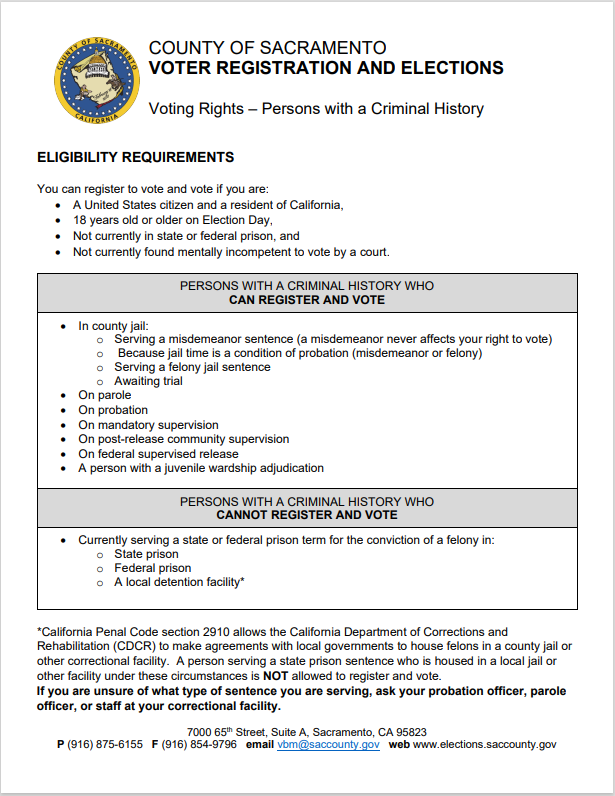 COUNTY OF SACRAMENTO
CALIFORNIA
COUNTY OF SACRAMENTO
VOTER REGISTRATION AND ELECTIONS
Voting Rights – Persons with a Criminal History
ELIGIBILITY REQUIREMENTS
You can register to vote and vote if you are:
• A United States citizen and a resident of California,
• 18 years old or older on Election Day,
• Not currently in state or federal prison, and
• Not currently found mentally incompetent to vote by a court.
PERSONS WITH A CRIMINAL HISTORY WHO
CAN REGISTER AND VOTE
• In county jail:
o Serving a misdemeanor sentence (a misdemeanor never affects your right to vote)
o Because jail time is a condition of probation (misdemeanor or felony)
o Serving a felony jail sentence
o Awaiting trial
• On parole
• On probation
• On mandatory supervision
• On post-release community supervision
• On federal supervised release
• A person with a juvenile wardship adjudication
PERSONS WITH A CRIMINAL HISTORY WHO
CANNOT REGISTER AND VOTE
• Currently serving a state or federal prison term for the conviction of a felony in:
o State prison
o Federal prison
o A local detention facility*
*California Penal Code section 2910 allows the California Department of Corrections and
Rehabilitation (CDCR) to make agreements with local governments to house felons in a county jail or
other correctional facility.  A person serving a state prison sentence who is housed in a local jail or
other facility under these circumstances is NOT allowed to register and vote.
If you are unsure of what type of sentence you are serving, ask your probation officer, parole
officer, or staff at your correctional facility.
7000 65th Street, Suite A, Sacramento, CA 95823
P (916) 875-6155  F (916) 854-9796  email vbm@saccounty.gov  web www.elections.saccounty.gov